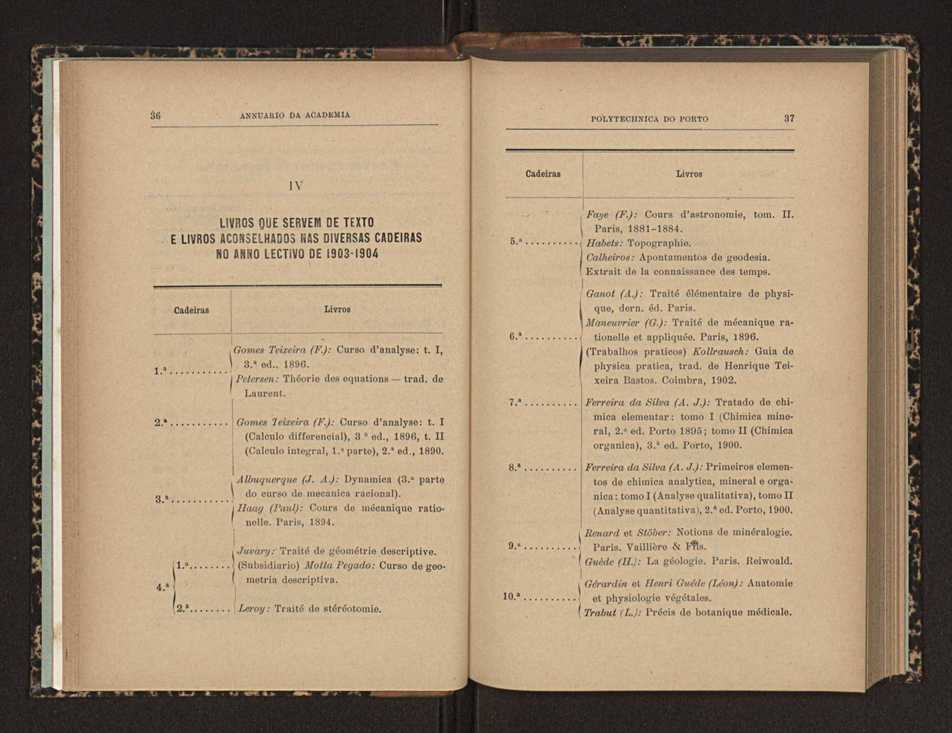 36 ANNUARIO DA ACADEMIA
IV
LIVROS QUE SERVEM DE TEXTO
E LIVROS ACONSELHADOS NAS DIVERSAS CADEIRAS
NO ANNO LECTIVO DE 1903-1904
Cadeiras Livros
Gomes Teixeira (F.): Curso d'analyse: t. I,
3.ª ed., 1896.
1.ª...........
Petersen: Théorie des equations — trad. de
Laurent.
2.ª........... Gomes Teixeira (F.): Curso d'analyse: t. I
(Calculo differencial), 3 ª ed., 1896, t. II
(Calculo integral, 1.ª parte), 2.ª ed., 1890.
Albuquerque (J. A.): Dynamica (3.ª parte
do curso de mecanica racional).
3.ª...........
Haag (Paul): Cours de mécanique ratio-
nelle. Paris, 1894.
Juvary: Traité de géométrie descriptive.
1.ª........ (Subsidiario) Motta Pegado: Curso de geo-
metria descriptiva.
4.ª
2.ª....... Leroy: Traité de stéréotomie.
POLYTECHNICA DO PORTO 37
Cadeiras Livros
Faye (F.): Cours d'astronomie, tom. II.
Paris, 1881-1884.
5.ª.......... Habets: Topographie.
Calheiros: Apontamentos de geodesia.
Extrait de la connaissance des temps.
Ganot (A.): Traité élémentaire de physi-
que, dern. éd. Paris.
Maneuvrier (G.): Traité de mécanique ra-
6.ª.......... tionelle et appliquée. Paris, 1896.
(Trabalhos praticos) Kollrausch: Guia de
physica pratica, trad. de Henrique Tei-
xeira Bastos. Coimbra, 1902.
7.ª.......... Ferreira da Silva (A. J.): Tratado de chi-
mica elementar: tomo I (Chimica mine-
ral, 2.ª ed. Porto 1895; tomo II (Chimica
organica), 3.ª ed. Porto, 1900.
8.ª.......... Ferreira da Silva (A. J.): Primeiros elemen-
tos de chimica analytica, mineral e orga-
nica: tomo I (Analyse qualitativa), tomo II
(Analyse quantitativa), 2.ª ed. Porto, 1900.
Renard et Stöber: Notions de minéralogie.
9.ª.......... Paris. Vaillière & Fils.
Guède (H.): La géologie. Paris. Reiwoald.
Gérardin et Henri Guéde (Léon): Anatomie
10.ª.......... et physiologie végétales.
Trabut (L.): Précis de botanique médicale.